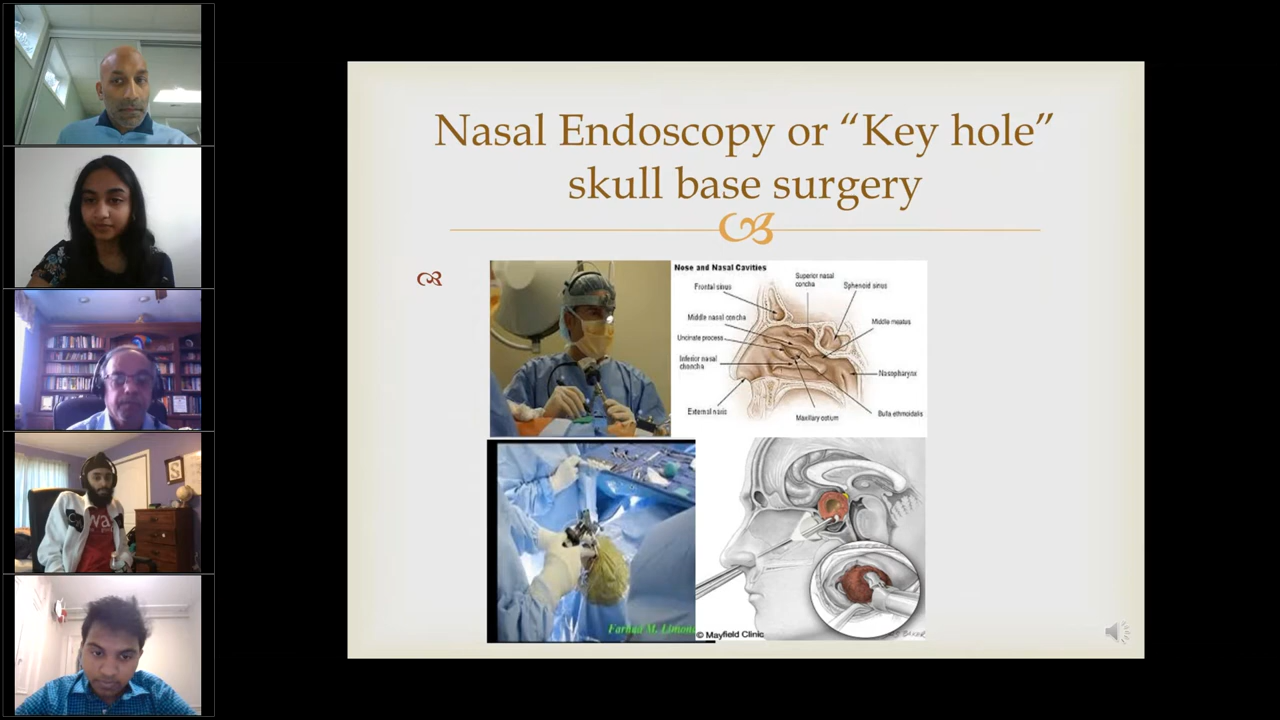 Nasal Endoscopy or “Key hole”
skull base surgery
Nose and Nasal Cavities
Superior nasal
concha
Frontal sinus
Sphenoid sinus
Middle nasal concha
Middle meatus
Uncinate process
Inferior nasal
choncha
Nasopharynx
External naris
Maxillary ostium
Bulla ethmoidalis
© Mayfield Clinic